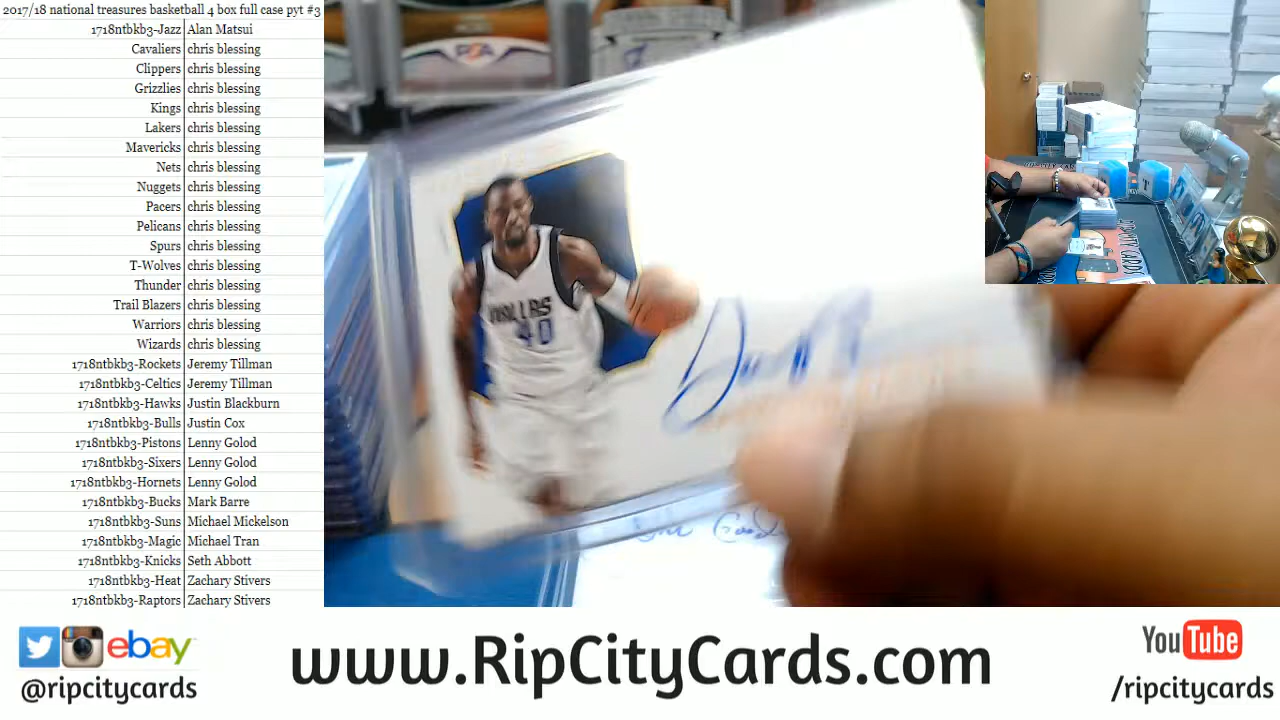 2017/18 national treasures basketball 4 box full case pyt #3
1718ntbkb3-Jazz Alan Matsui
Cavaliers chris blessing
Clippers chris blessing
Grizzlies chris blessing
Kings chris blessing
Lakers chris blessing
Mavericks chris blessing
Nets chris blessing
Nuggets chris blessing
Pacers chris blessing
Pelicans chris blessing
Spurs chris blessing
T-Wolves chris blessing
Thunder chris blessing
Trail Blazers chris blessing
Warriors chris blessing
Wizards chris blessing
1718ntbkb3-Rockets Jeremy Tillman
1718ntbkb3-Celtics Jeremy Tillman
1718ntbkb3-Hawks Justin Blackburn
1718ntbkb3-Bulls Justin Cox
1718ntbkb3-Pistons Lenny Golod
1718ntbkb3-Sixers Lenny Golod
1718ntbkb3-Hornets Lenny Golod
1718ntbkb3-Bucks Mark Barre
1718ntbkb3-Suns Michael Mickelson
1718ntbkb3-Magic Michael Tran
1718ntbkb3-Knicks Seth Abbott
1718ntbkb3-Heat Zachary Stivers
1718ntbkb3-Raptors Zachary Stivers
PSA
DALLAS
40
RIP CITY CARDS
ebay
@ripcitycards
www.RipCityCards.com
YouTube
/ripcitycards